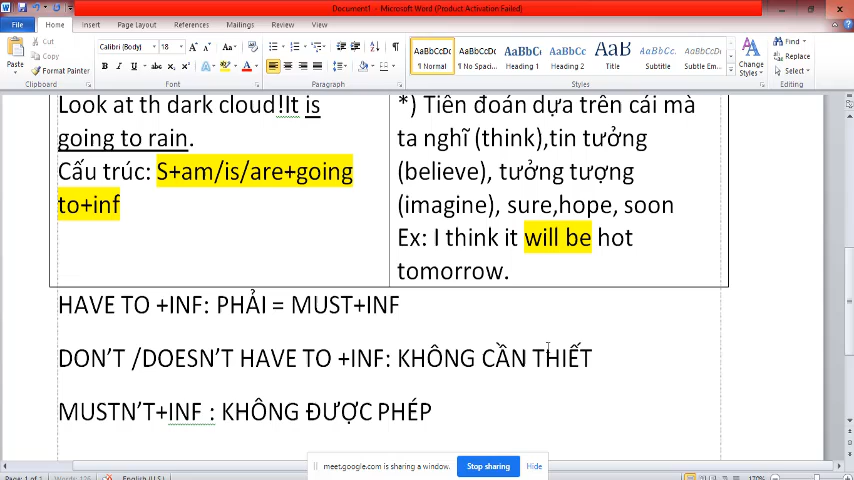 Document1 - Microsoft Word (Product Activation Failed)
File Home Insert Page Layout References Mailings Review View
Paste Cut Copy Format Painter Clipboard
Calibri (Body) 18 Font
Paragraph
AaBbCcDc AaBbCcDc AaBbCc AaBbCc AaB AaBbCc. AaBbCcDc
¶ Normal ¶ No Spaci... Heading 1 Heading 2 Title Subtitle Subtle Em...
Styles
Change Styles
Find Replace Select Editing
Look at th dark cloud!It is
going to rain.
Cấu trúc: S+am/is/are+going
to+inf
*) Tiên đoán dựa trên cái mà
ta nghĩ (think),tin tưởng
(believe), tưởng tượng
(imagine), sure,hope, soon
Ex: I think it will be hot
tomorrow.
HAVE TO +INF: PHẢI = MUST+INF
DON’T /DOESN’T HAVE TO +INF: KHÔNG CẦN THIẾT
MUSTN’T+INF : KHÔNG ĐƯỢC PHÉP
meet.google.com is sharing a window. Stop sharing Hide
English (U.S.) 170%